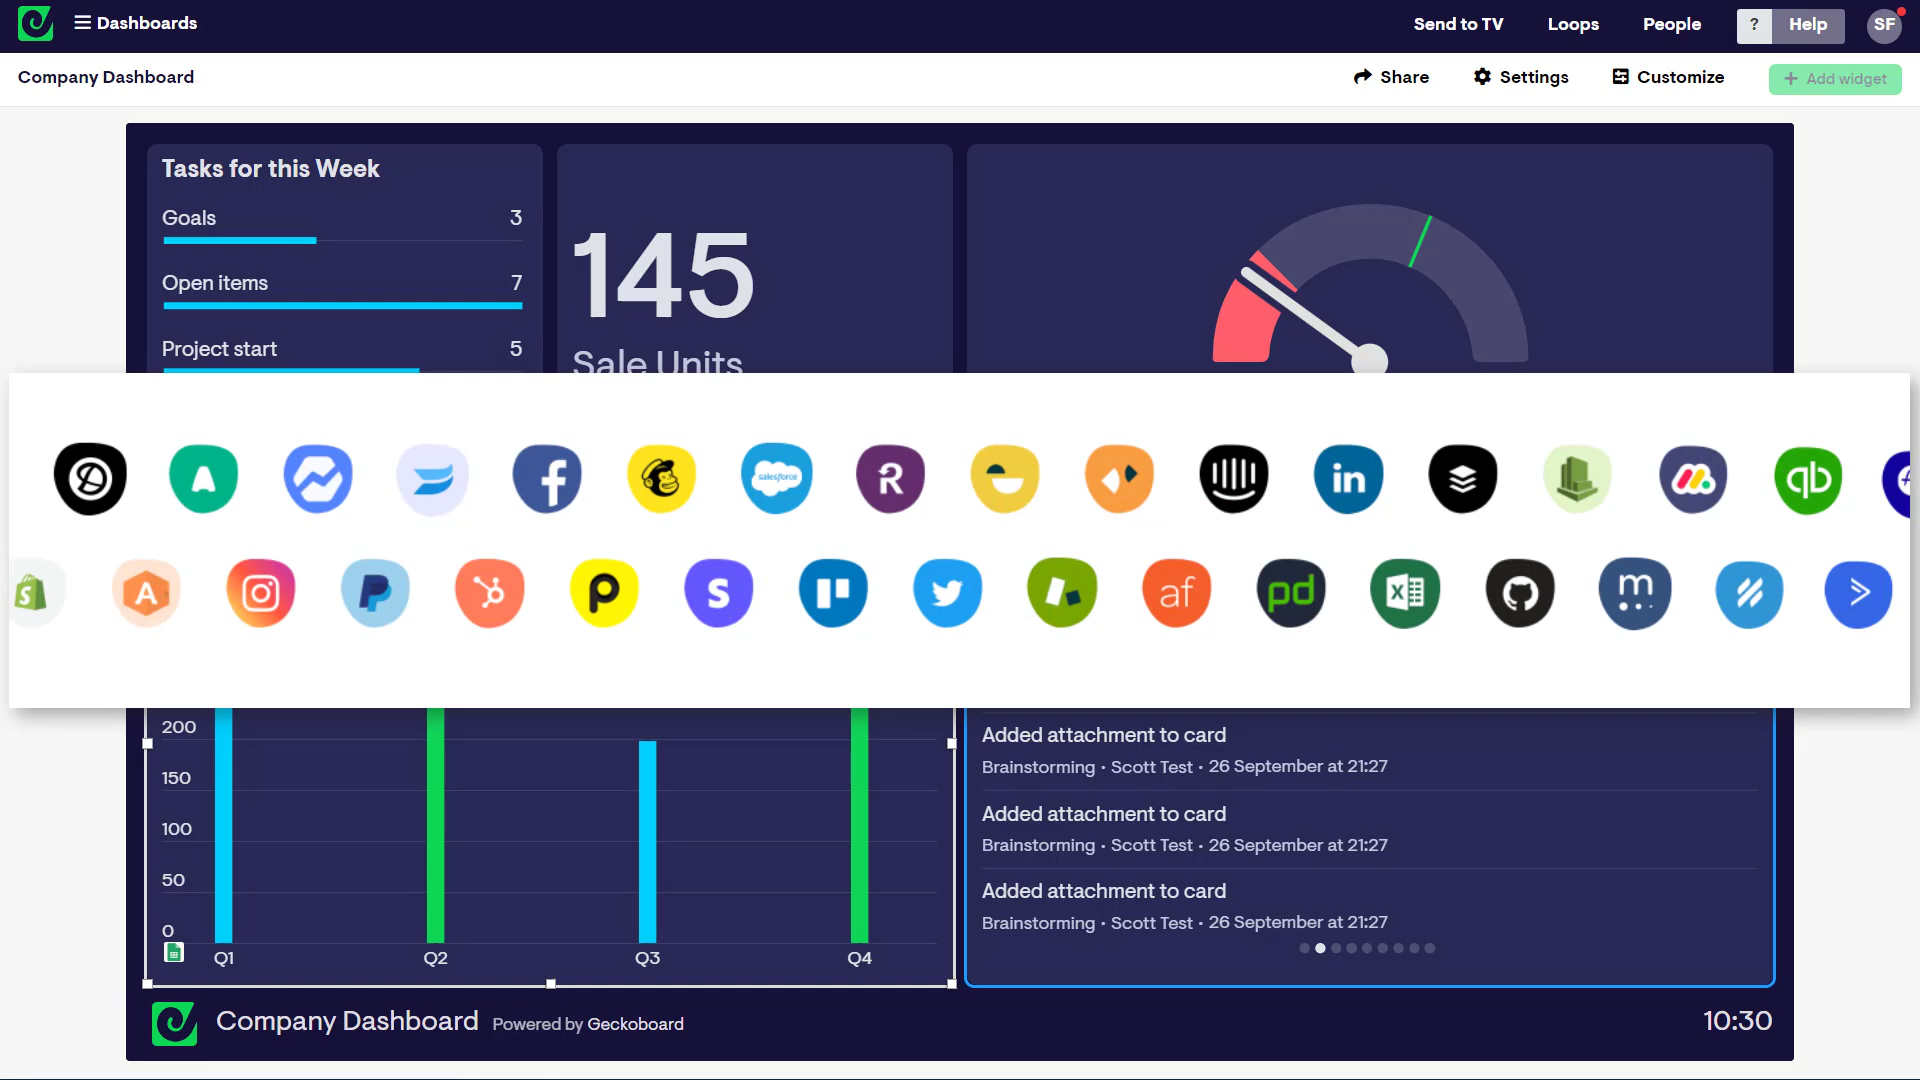 Dashboards
Send to TV
Loops
People
? Help
SF
Company Dashboard
Share
Settings
Customize
+ Add widget
Tasks for this Week
Goals 3
Open items 7
Project start 5
145
Sale Units
A
f
salesforce
R
in
qb
S
A
P
P
S
af
pd
X
m
200
150
100
50
0
Q1 Q2 Q3 Q4
Added attachment to card
Brainstorming • Scott Test • 26 September at 21:27
Added attachment to card
Brainstorming • Scott Test • 26 September at 21:27
Added attachment to card
Brainstorming • Scott Test • 26 September at 21:27
Company Dashboard Powered by Geckoboard
10:30